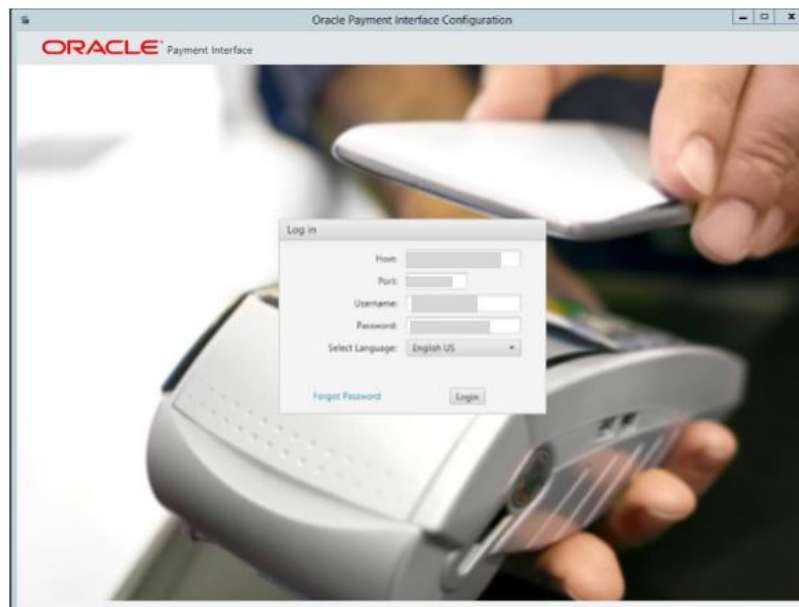 Oracle Payment Interface Configuration
ORACLE® Payment Interface
Log in
Host:
Port:
Username:
Password:
Select Language: English US
Forgot Password Login